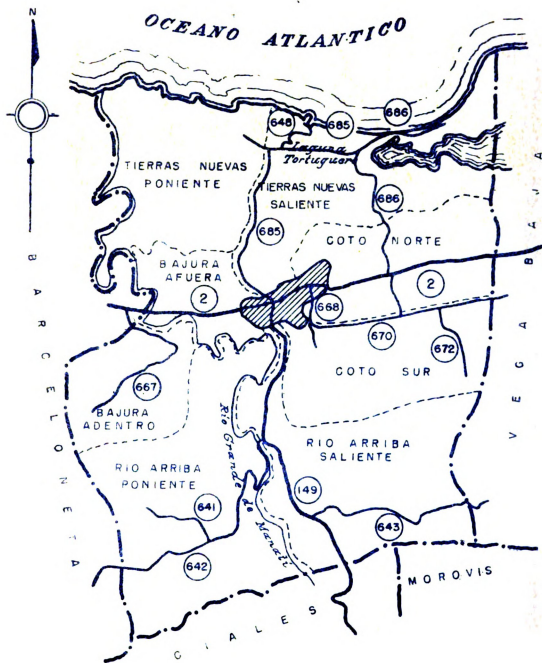 N
OCEANO ATLANTICO
648
685
686
Laguna
Tortuguer
TIERRAS NUEVAS
PONIENTE
TIERRAS NUEVAS
SALIENTE
686
685
COTO NORTE
BAJURA
AFUERA
2
668
2
670
672
COTO SUR
667
BAJURA
ADENTRO
Rio Grande de Manati
RIO ARRIBA
SALIENTE
RIO ARRIBA
PONIENTE
641
149
643
642
BARCELONETA
VEGA BAJA
CIALES
MOROVIS